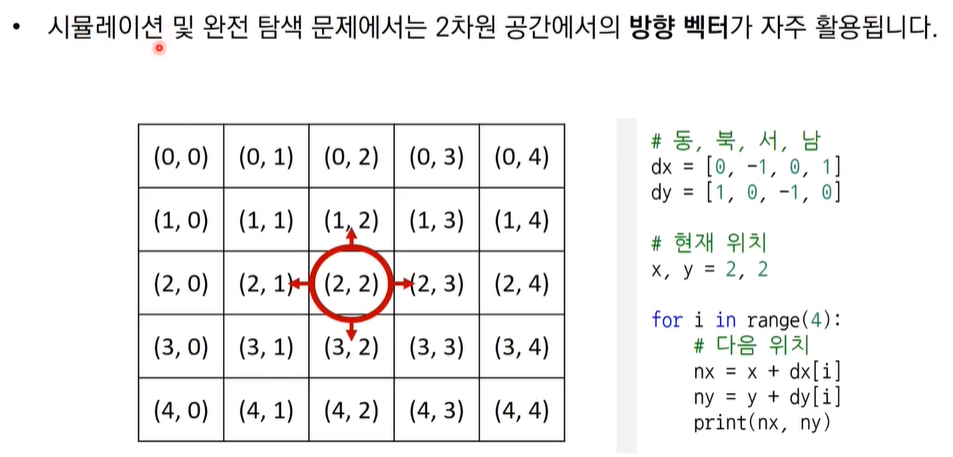 • 시뮬레이션 및 완전 탐색 문제에서는 2차원 공간에서의 방향 벡터가 자주 활용됩니다.
(0, 0) (0, 1) (0, 2) (0, 3) (0, 4)
(1, 0) (1, 1) (1, 2) (1, 3) (1, 4)
(2, 0) (2, 1) (2, 2) (2, 3) (2, 4)
(3, 0) (3, 1) (3, 2) (3, 3) (3, 4)
(4, 0) (4, 1) (4, 2) (4, 3) (4, 4)
# 동, 북, 서, 남
dx = [0, -1, 0, 1]
dy = [1, 0, -1, 0]
# 현재 위치
x, y = 2, 2
for i in range(4):
    # 다음 위치
    nx = x + dx[i]
    ny = y + dy[i]
    print(nx, ny)